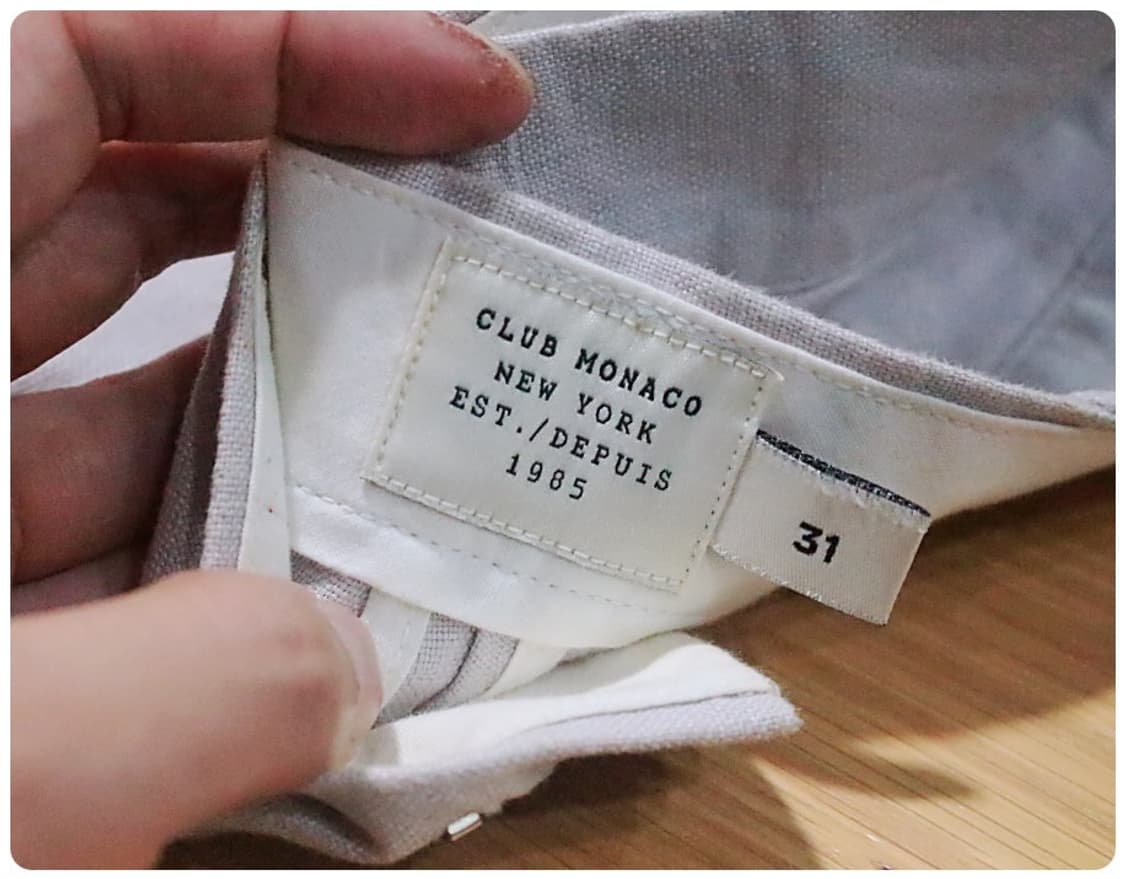 CLUB MONACO
NEW YORK
EST./DEPUIS
1985
31